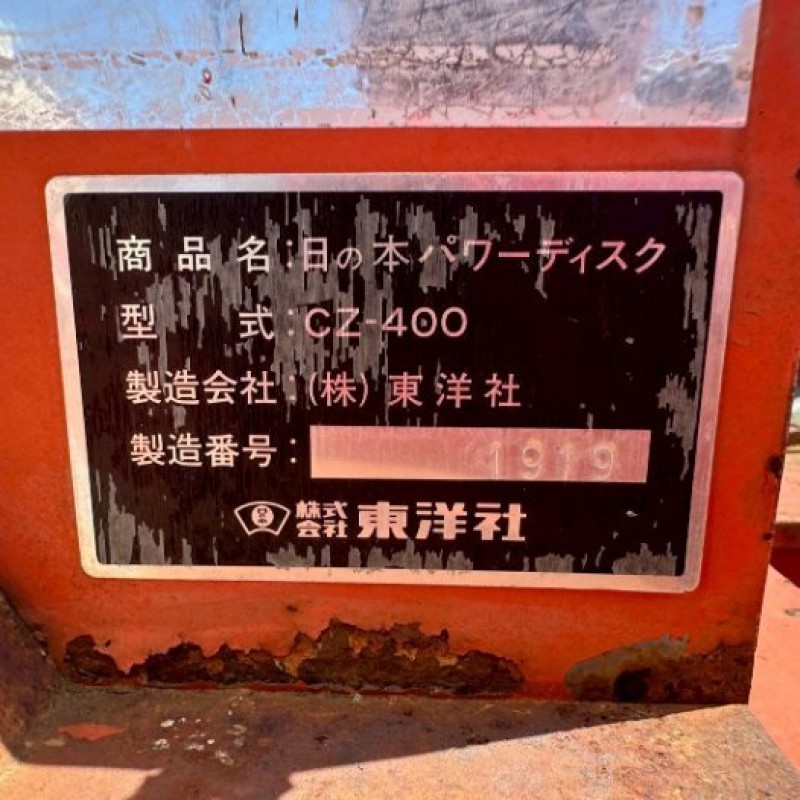 商品名：日の本パワーディスク
型式：CZ-400
製造会社：(株)東洋社
製造番号：1919
株式会社 東洋社